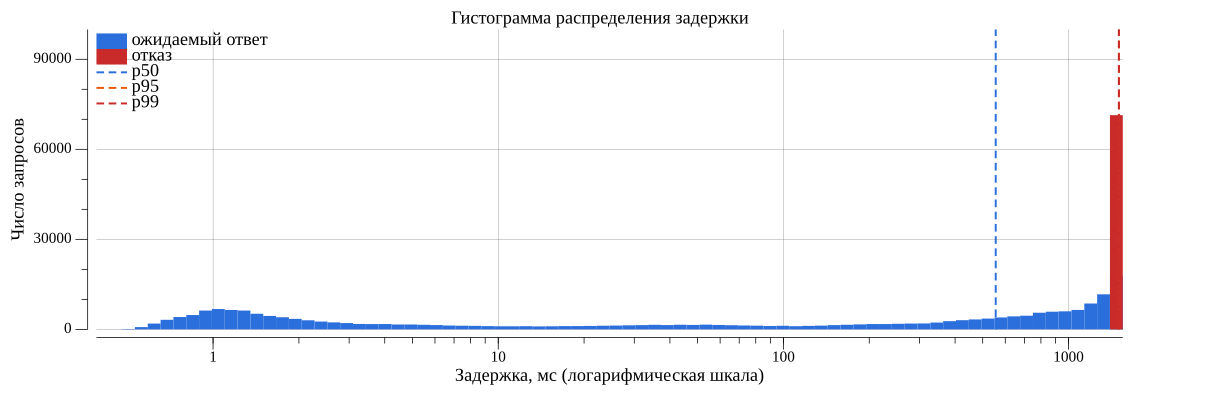 Гистограмма распределения задержки
ожидаемый ответ
отказ
p50
p95
p99
Число запросов
90000
60000
30000
0
1
10
100
1000
Задержка, мс (логарифмическая шкала)